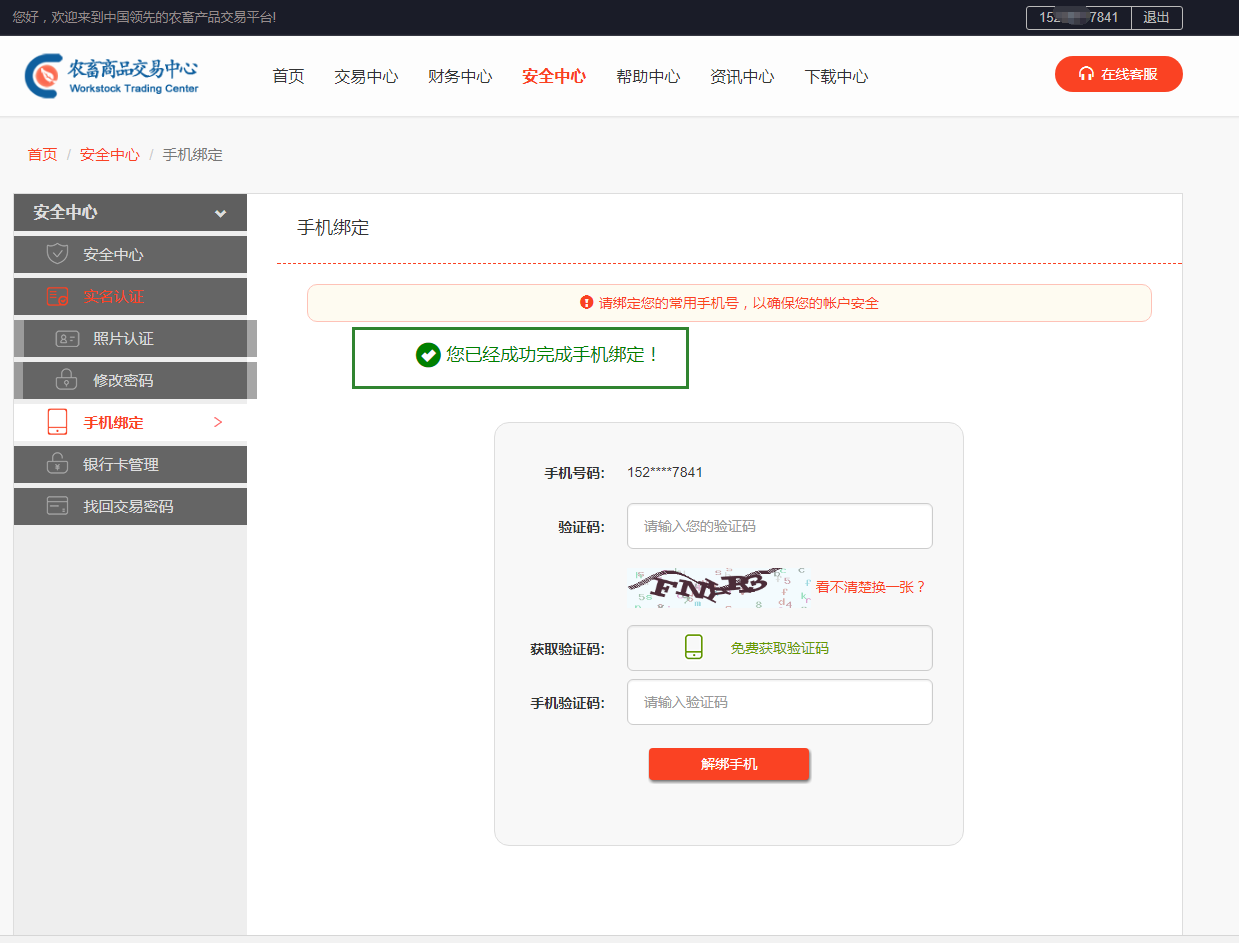 您好，欢迎来到中国领先的农畜产品交易平台!
152 7841 退出
农畜商品交易中心
Workstock Trading Center
首页 交易中心 财务中心 安全中心 帮助中心 资讯中心 下载中心
在线客服
首页 / 安全中心 / 手机绑定
安全中心
安全中心
实名认证
照片认证
修改密码
手机绑定 >
银行卡管理
找回交易密码
手机绑定
请绑定您的常用手机号，以确保您的帐户安全
您已经成功完成手机绑定！
手机号码: 152****7841
验证码: 请输入您的验证码
看不清楚换一张？
获取验证码: 免费获取验证码
手机验证码: 请输入验证码
解绑手机